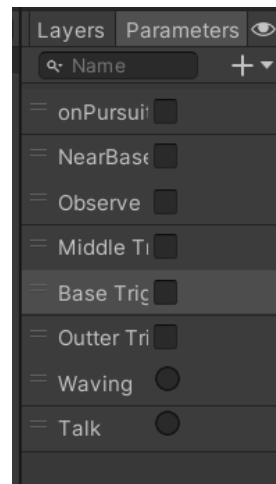 Layers Parameters
Name
onPursuit
NearBase
Observe
Middle Tr
Base Trig
Outter Tri
Waving
Talk